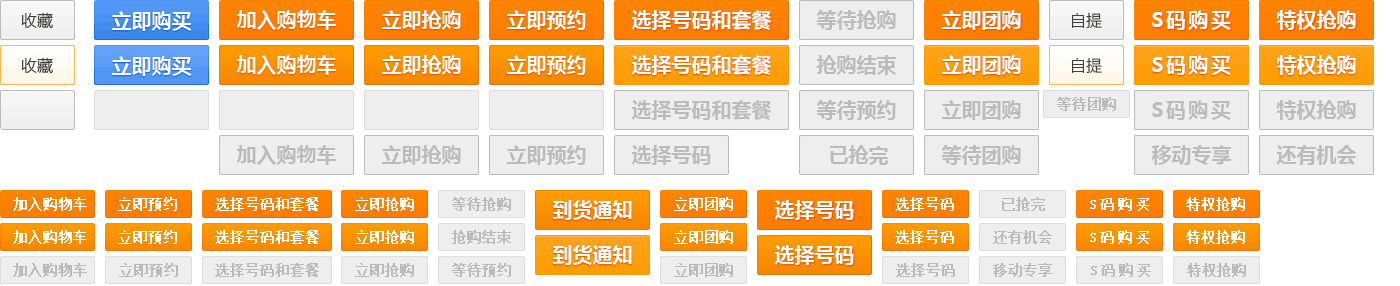 收藏 立即购买 加入购物车 立即抢购 立即预约 选择号码和套餐 等待抢购 立即团购 自提 S码购买 特权抢购
收藏 立即购买 加入购物车 立即抢购 立即预约 选择号码和套餐 抢购结束 立即团购 自提 S码购买 特权抢购
选择号码和套餐 等待预约 立即团购 等待团购 S码购买 特权抢购
加入购物车 立即抢购 立即预约 选择号码 已抢完 等待团购 移动专享 还有机会
加入购物车 立即预约 选择号码和套餐 立即抢购 等待抢购 到货通知 立即团购 选择号码 选择号码 已抢完 S码购买 特权抢购
加入购物车 立即预约 选择号码和套餐 立即抢购 抢购结束 到货通知 立即团购 选择号码 选择号码 还有机会 S码购买 特权抢购
加入购物车 立即预约 选择号码和套餐 立即抢购 等待预约 立即团购 选择号码 移动专享 S码购买 特权抢购